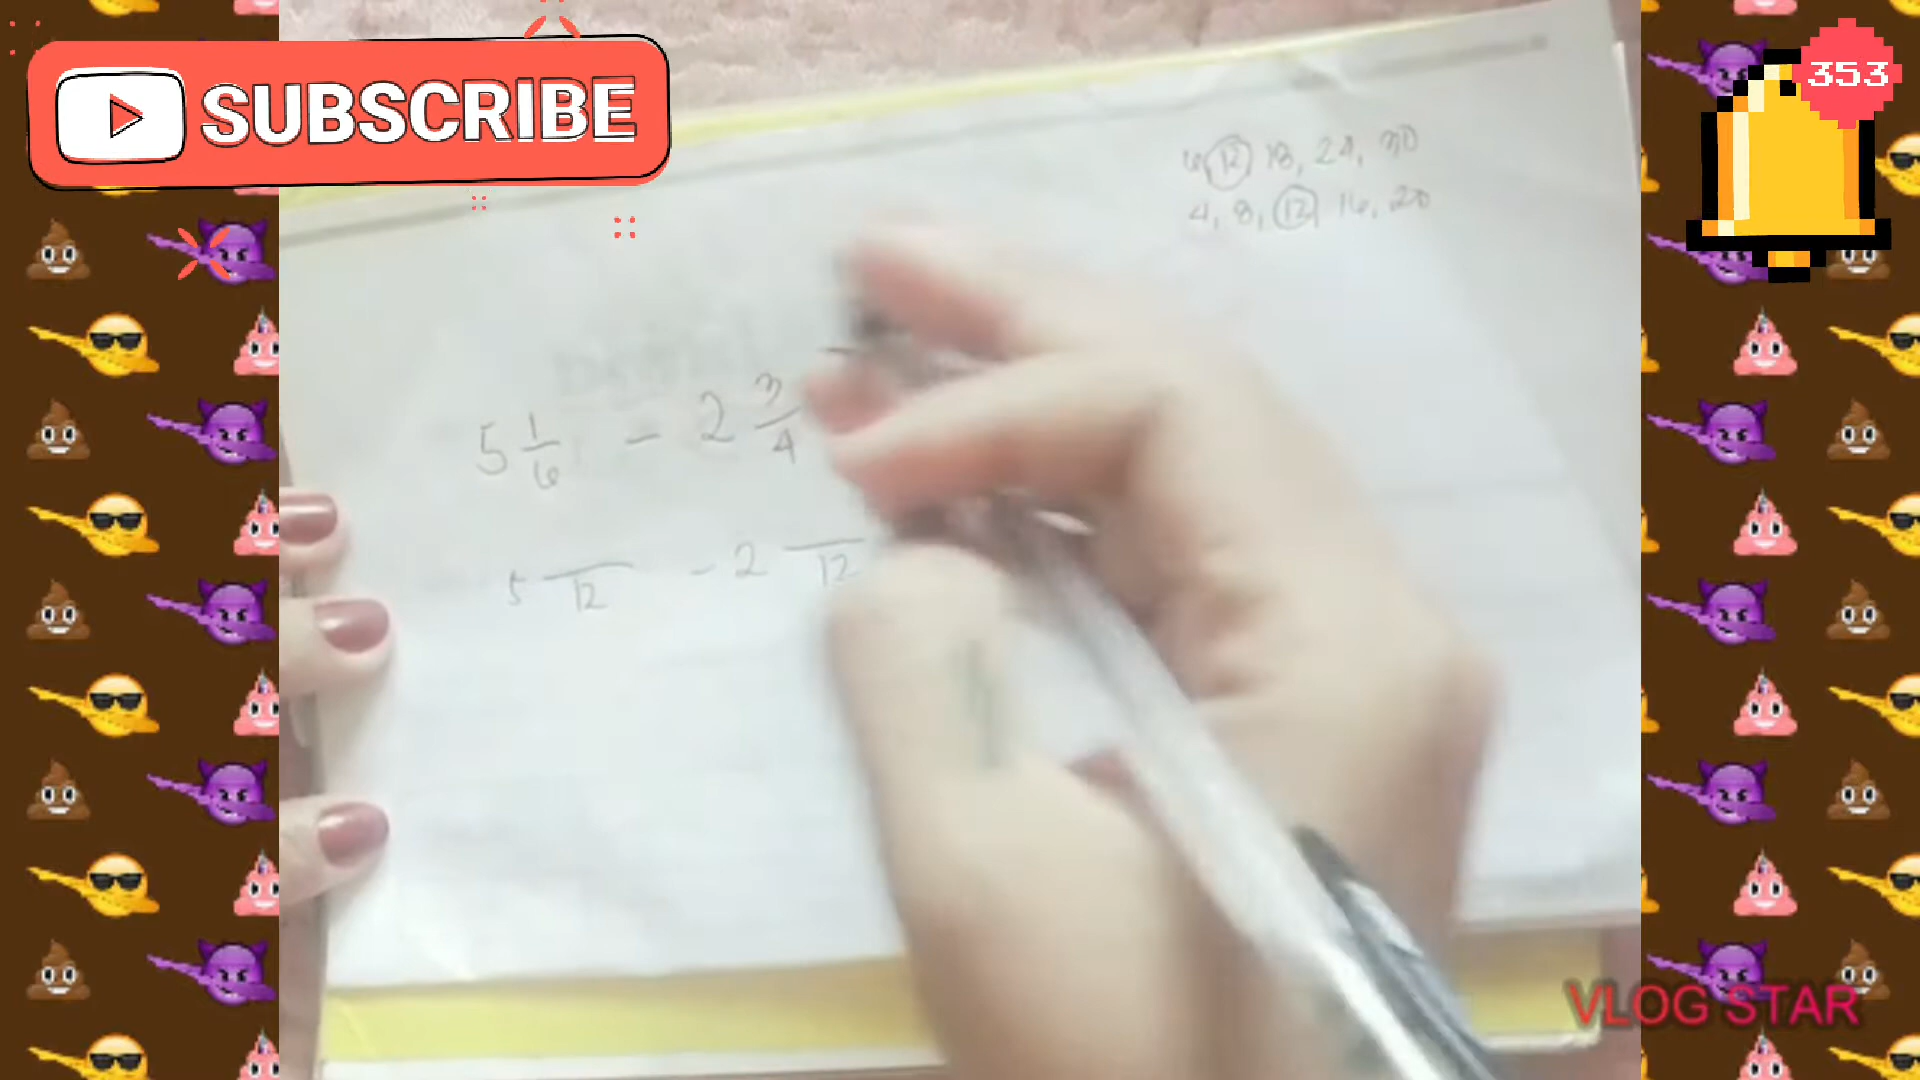 SUBSCRIBE
353
6, 12, 18, 24, 30
4, 8, 12, 16, 20
5 1/6 - 2 3/4
5 /12 - 2 /12
VLOG STAR